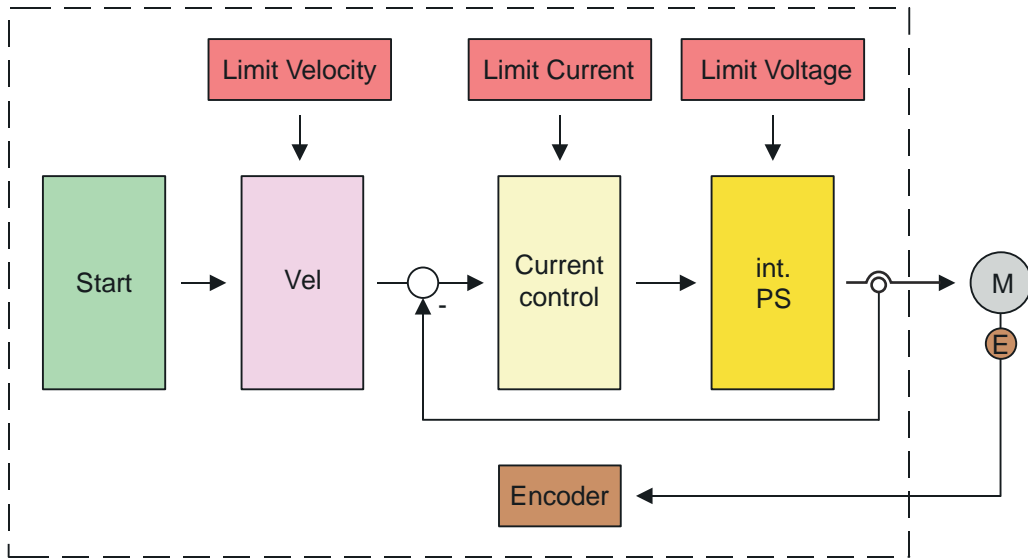 Limit Velocity
Limit Current
Limit Voltage
Start
Vel
Current
control
int.
PS
M
-
E
Encoder